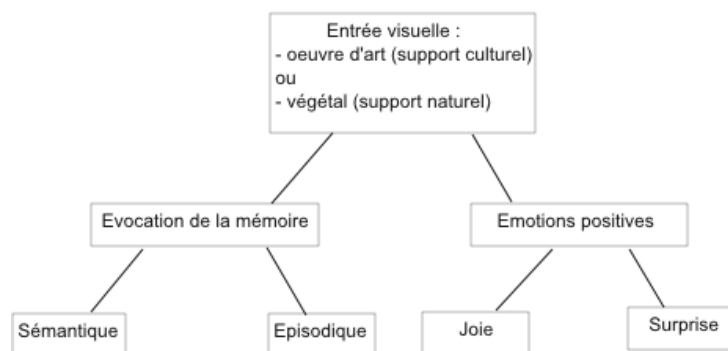 Entrée visuelle :
- oeuvre d'art (support culturel)
ou
- végétal (support naturel)
Evocation de la mémoire
Emotions positives
Sémantique
Episodique
Joie
Surprise